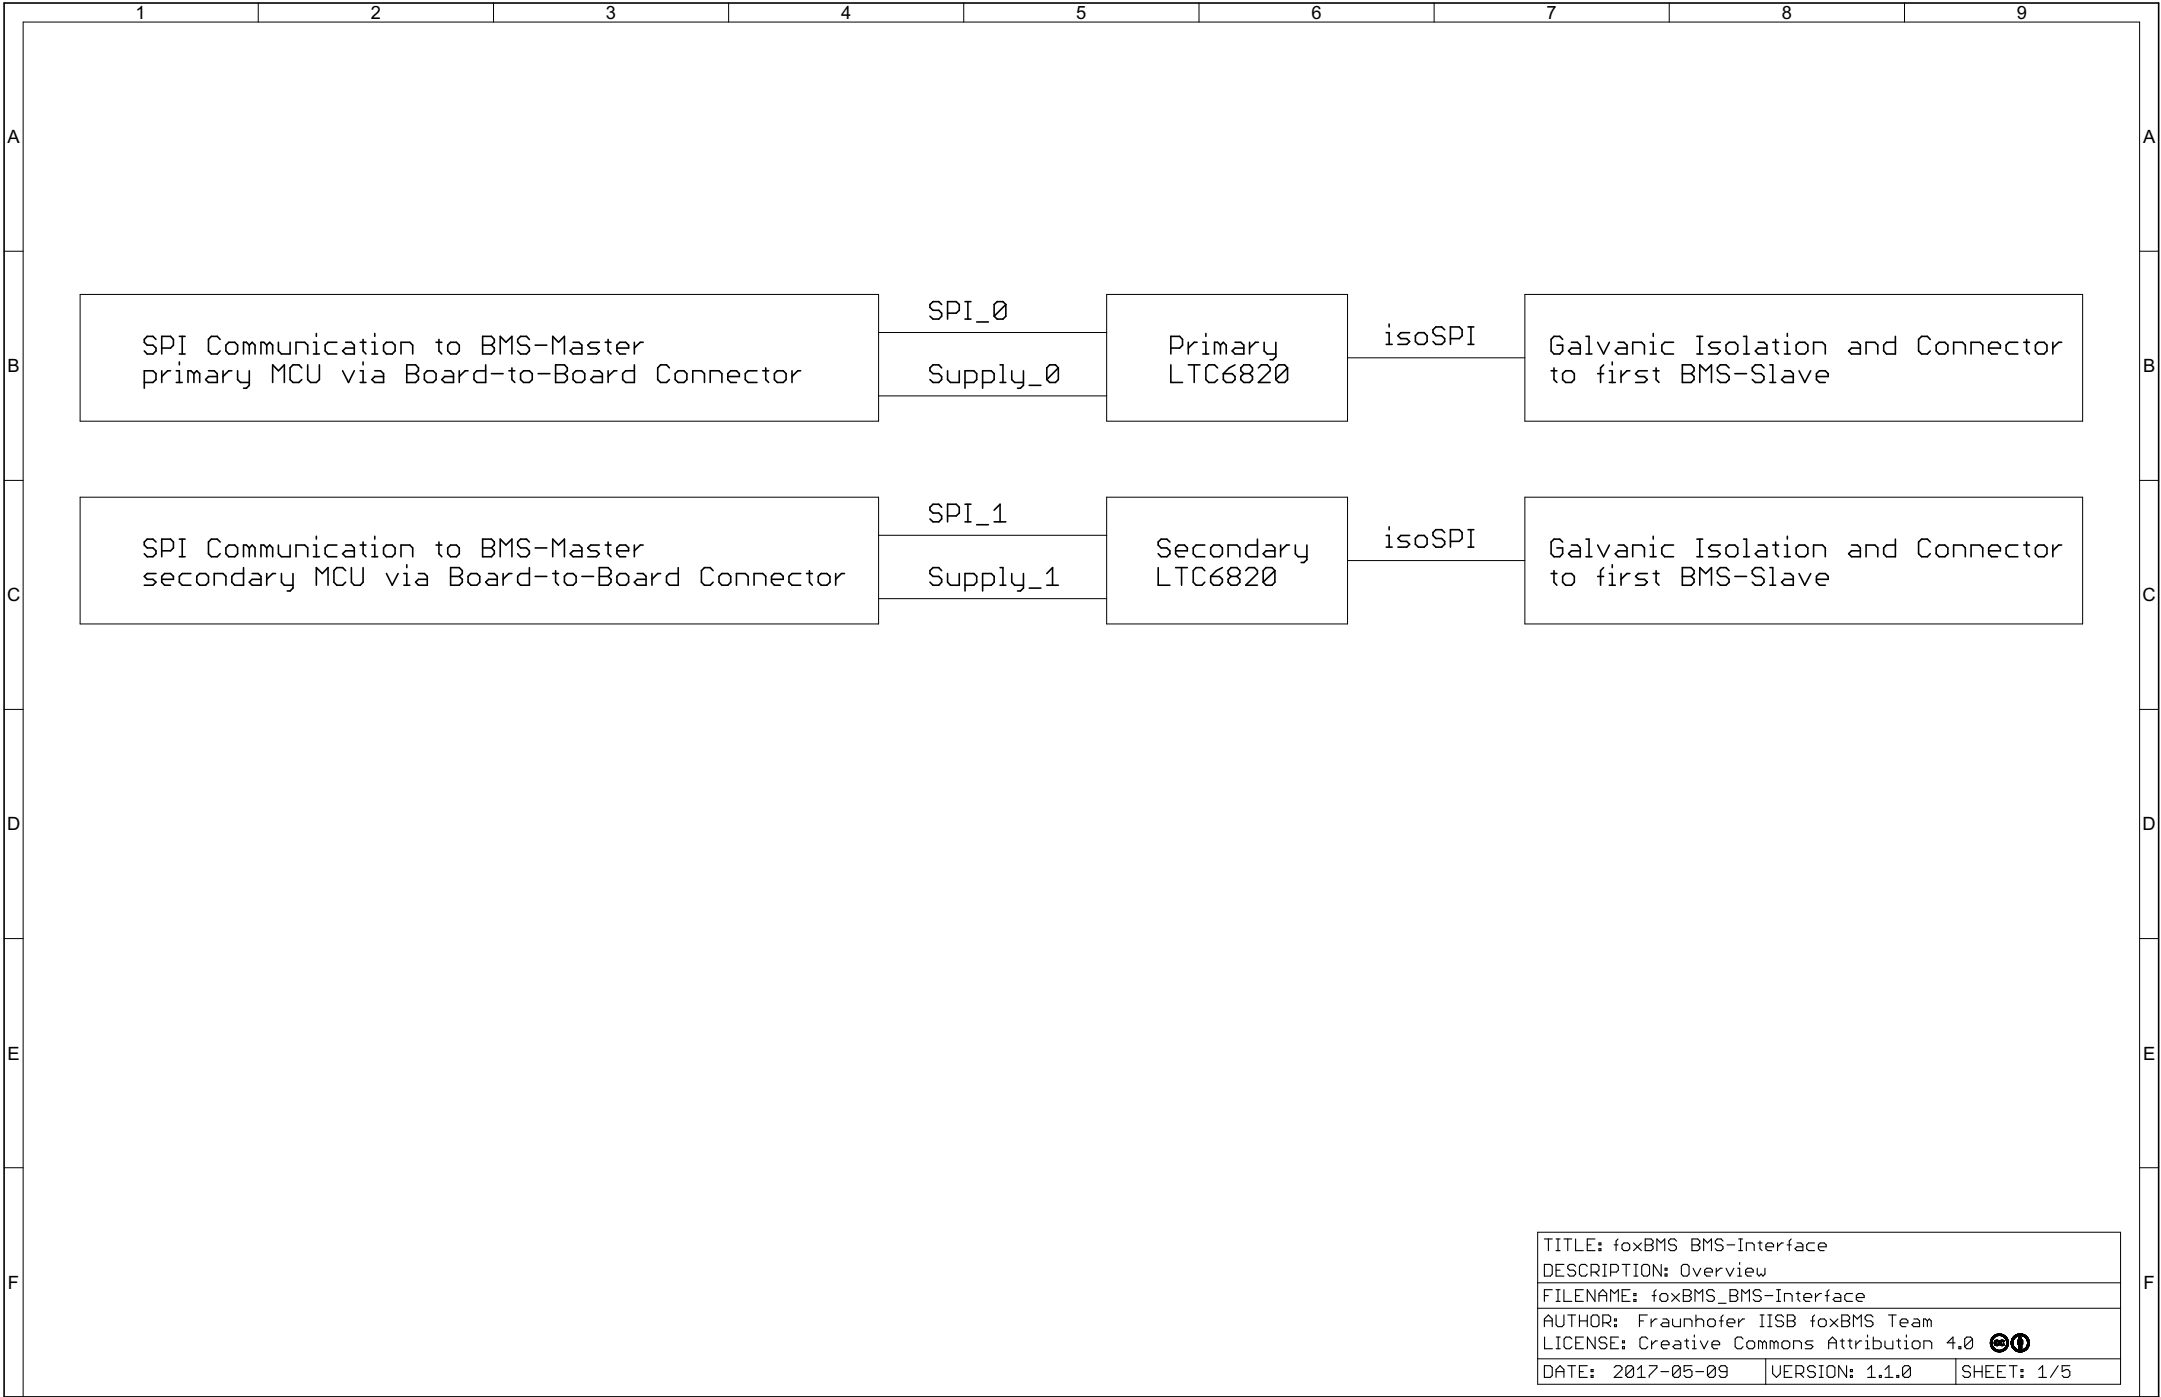 1 2 3 4 5 6 7 8 9
A A
SPI_0
SPI Communication to BMS-Master
primary MCU via Board-to-Board Connector
Supply_0
Primary
LTC6820
isoSPI
Galvanic Isolation and Connector
to first BMS-Slave
B B
SPI_1
SPI Communication to BMS-Master
secondary MCU via Board-to-Board Connector
Supply_1
Secondary
LTC6820
isoSPI
Galvanic Isolation and Connector
to first BMS-Slave
C C
D D
E E
F F
TITLE: foxBMS BMS-Interface
DESCRIPTION: Overview
FILENAME: foxBMS_BMS-Interface
AUTHOR: Fraunhofer IISB foxBMS Team
LICENSE: Creative Commons Attribution 4.0
DATE: 2017-05-09 VERSION: 1.1.0 SHEET: 1/5